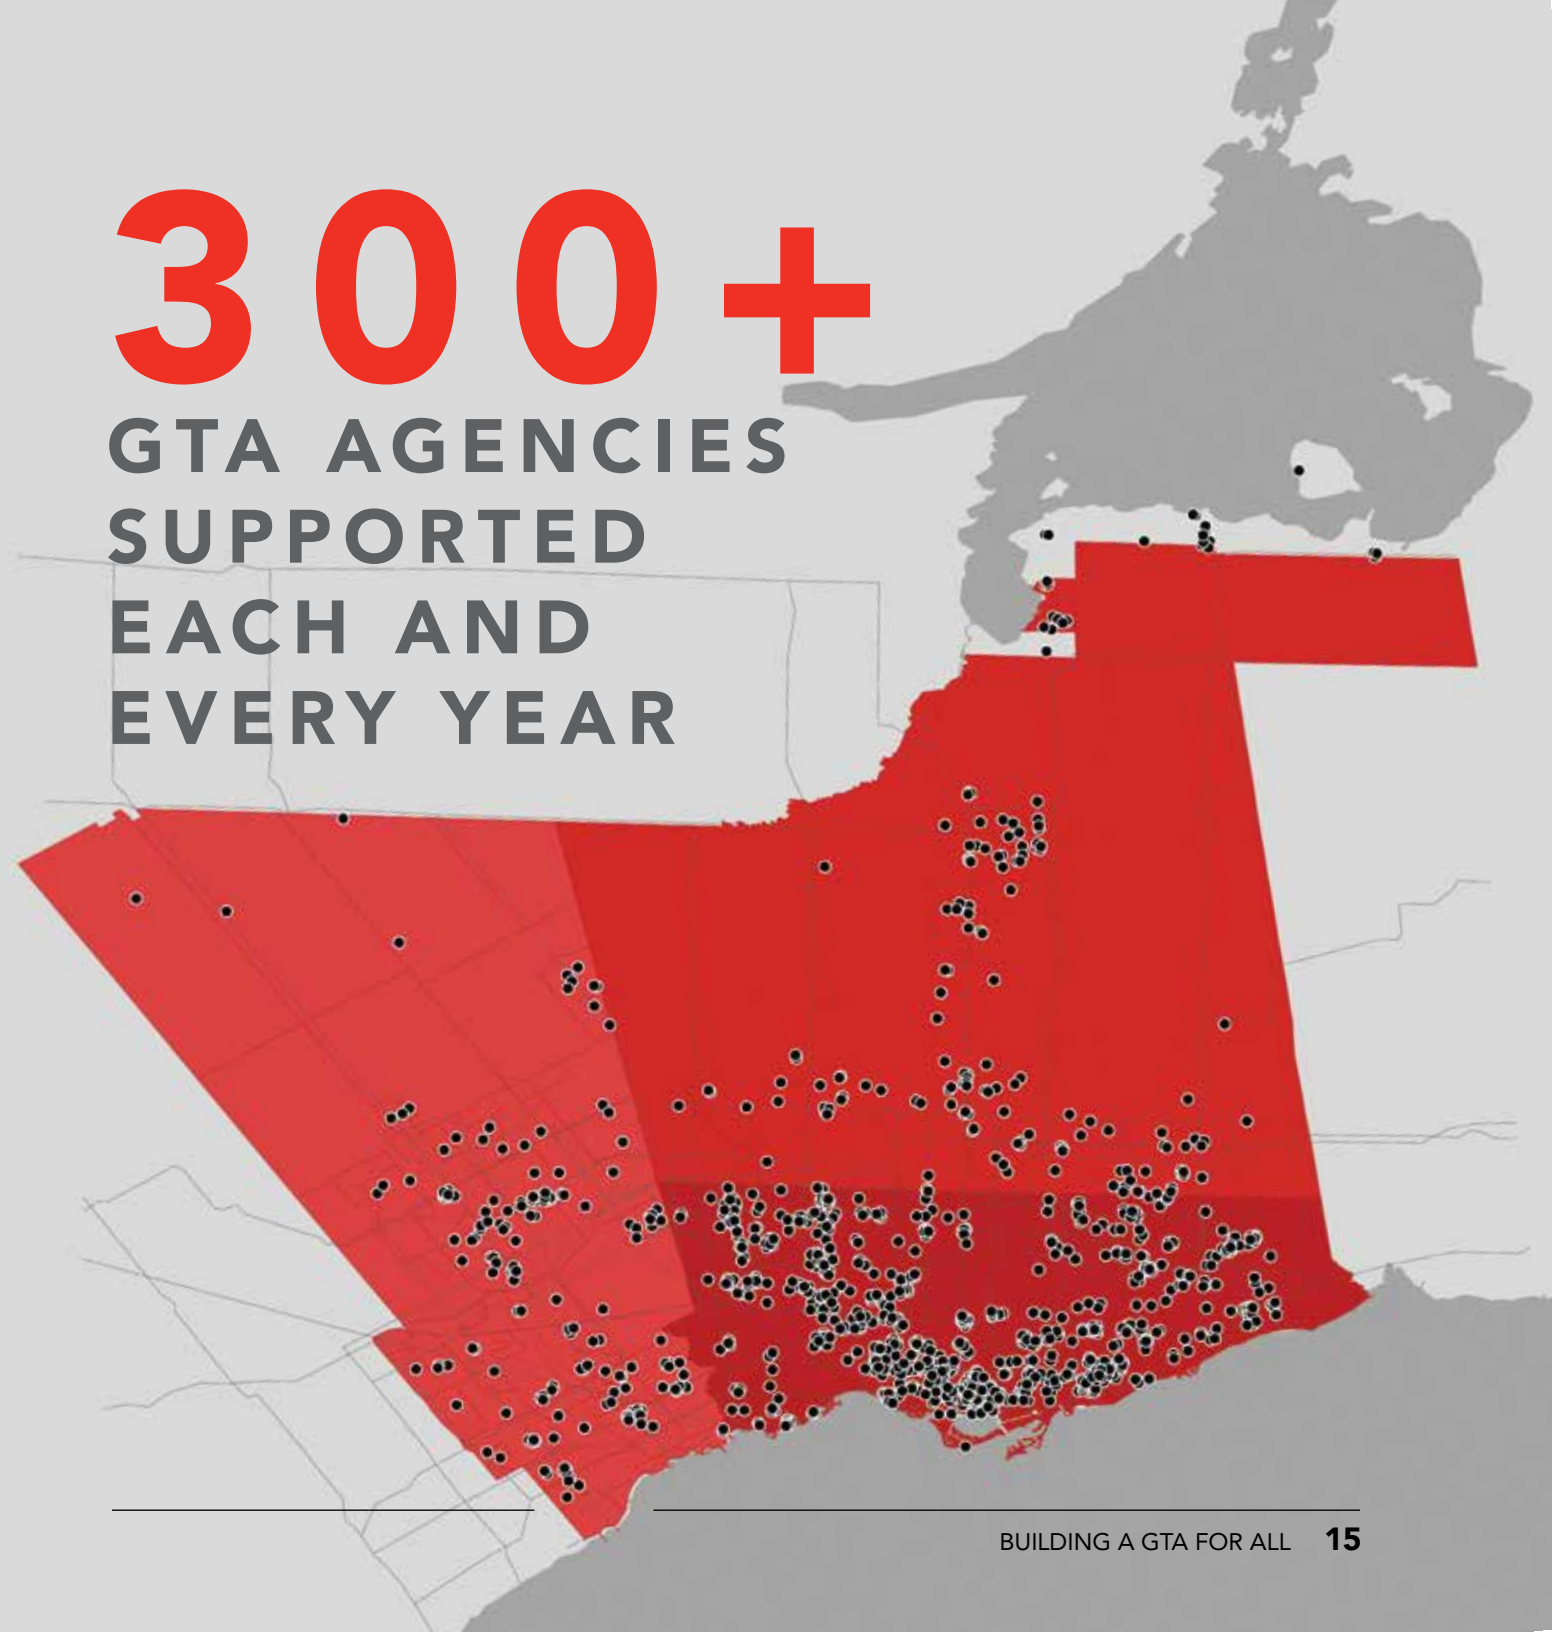 300+
GTA AGENCIES
SUPPORTED
EACH AND
EVERY YEAR
BUILDING A GTA FOR ALL 15